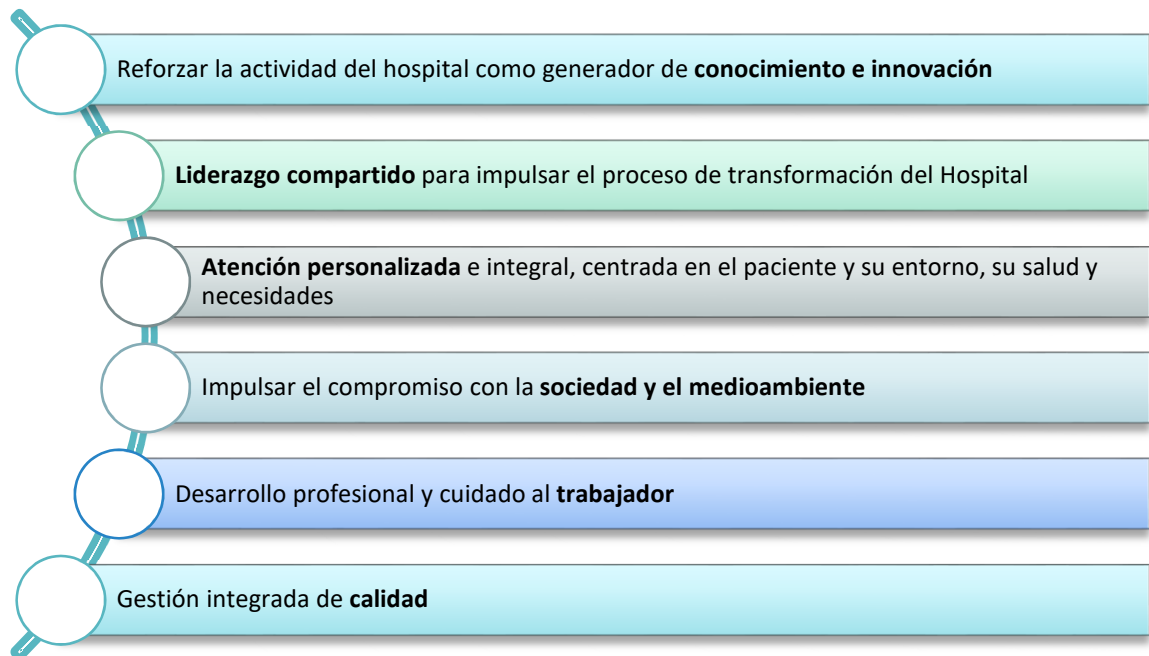 Reforzar la actividad del hospital como generador de conocimiento e innovación
Liderazgo compartido para impulsar el proceso de transformación del Hospital
Atención personalizada e integral, centrada en el paciente y su entorno, su salud y
necesidades
Impulsar el compromiso con la sociedad y el medioambiente
Desarrollo profesional y cuidado al trabajador
Gestión integrada de calidad